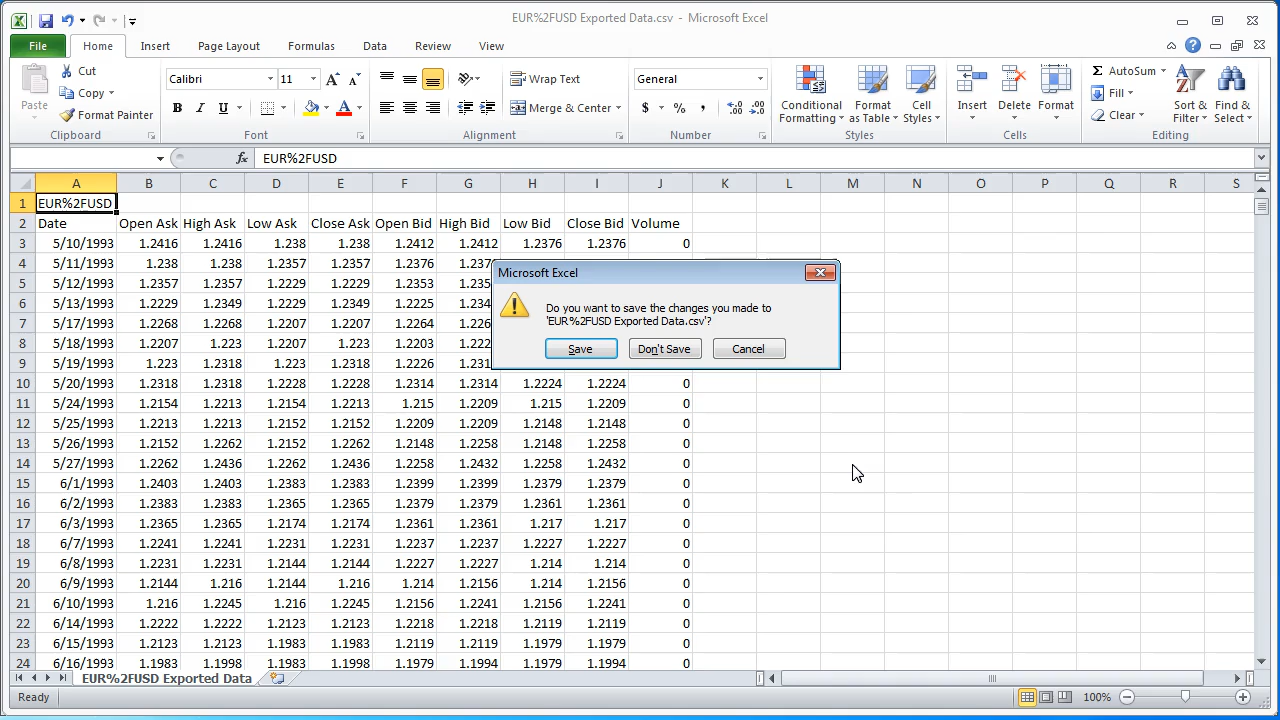 EUR%2FUSD Exported Data.csv - Microsoft Excel
File Home Insert Page Layout Formulas Data Review View
Paste
Cut
Copy
Format Painter
Clipboard
Calibri 11
B I U
Font
Wrap Text
Merge & Center
Alignment
General
$ % ,
Number
Conditional Formatting
Format as Table
Cell Styles
Styles
Insert Delete Format
Cells
Σ AutoSum
Fill
Clear
Sort & Filter
Find & Select
Editing
fx EUR%2FUSD
A B C D E F G H I J K L M N O P Q R S
1 EUR%2FUSD
2 Date Open Ask High Ask Low Ask Close Ask Open Bid High Bid Low Bid Close Bid Volume
3 5/10/1993 1.2416 1.2416 1.238 1.238 1.2412 1.2412 1.2376 1.2376 0
4 5/11/1993 1.238 1.238 1.2357 1.2357 1.2376
5 5/12/1993 1.2357 1.2357 1.2229 1.2229 1.2353
6 5/13/1993 1.2229 1.2349 1.2229 1.2349 1.2225
7 5/17/1993 1.2268 1.2268 1.2207 1.2207 1.2264
8 5/18/1993 1.2207 1.223 1.2207 1.223 1.2203
9 5/19/1993 1.223 1.2318 1.223 1.2318 1.2226
10 5/20/1993 1.2318 1.2318 1.2228 1.2228 1.2314 1.2314 1.2224 1.2224 0
11 5/24/1993 1.2154 1.2213 1.2154 1.2213 1.215 1.2209 1.215 1.2209 0
12 5/25/1993 1.2213 1.2213 1.2152 1.2152 1.2209 1.2209 1.2148 1.2148 0
13 5/26/1993 1.2152 1.2262 1.2152 1.2262 1.2148 1.2258 1.2148 1.2258 0
14 5/27/1993 1.2262 1.2436 1.2262 1.2436 1.2258 1.2432 1.2258 1.2432 0
15 6/1/1993 1.2403 1.2403 1.2383 1.2383 1.2399 1.2399 1.2379 1.2379 0
16 6/2/1993 1.2383 1.2383 1.2365 1.2365 1.2379 1.2379 1.2361 1.2361 0
17 6/3/1993 1.2365 1.2365 1.2174 1.2174 1.2361 1.2361 1.217 1.217 0
18 6/7/1993 1.2241 1.2241 1.2231 1.2231 1.2237 1.2237 1.2227 1.2227 0
19 6/8/1993 1.2231 1.2231 1.2144 1.2144 1.2227 1.2227 1.214 1.214 0
20 6/9/1993 1.2144 1.216 1.2144 1.216 1.214 1.2156 1.214 1.2156 0
21 6/10/1993 1.216 1.2245 1.216 1.2245 1.2156 1.2241 1.2156 1.2241 0
22 6/14/1993 1.2222 1.2222 1.2123 1.2123 1.2218 1.2218 1.2119 1.2119 0
23 6/15/1993 1.2123 1.2123 1.1983 1.1983 1.2119 1.2119 1.1979 1.1979 0
24 6/16/1993 1.1983 1.1998 1.1983 1.1998 1.1979 1.1994 1.1979 1.1994 0
Microsoft Excel
Do you want to save the changes you made to
'EUR%2FUSD Exported Data.csv'?
Save Don't Save Cancel
EUR%2FUSD Exported Data
Ready 100%